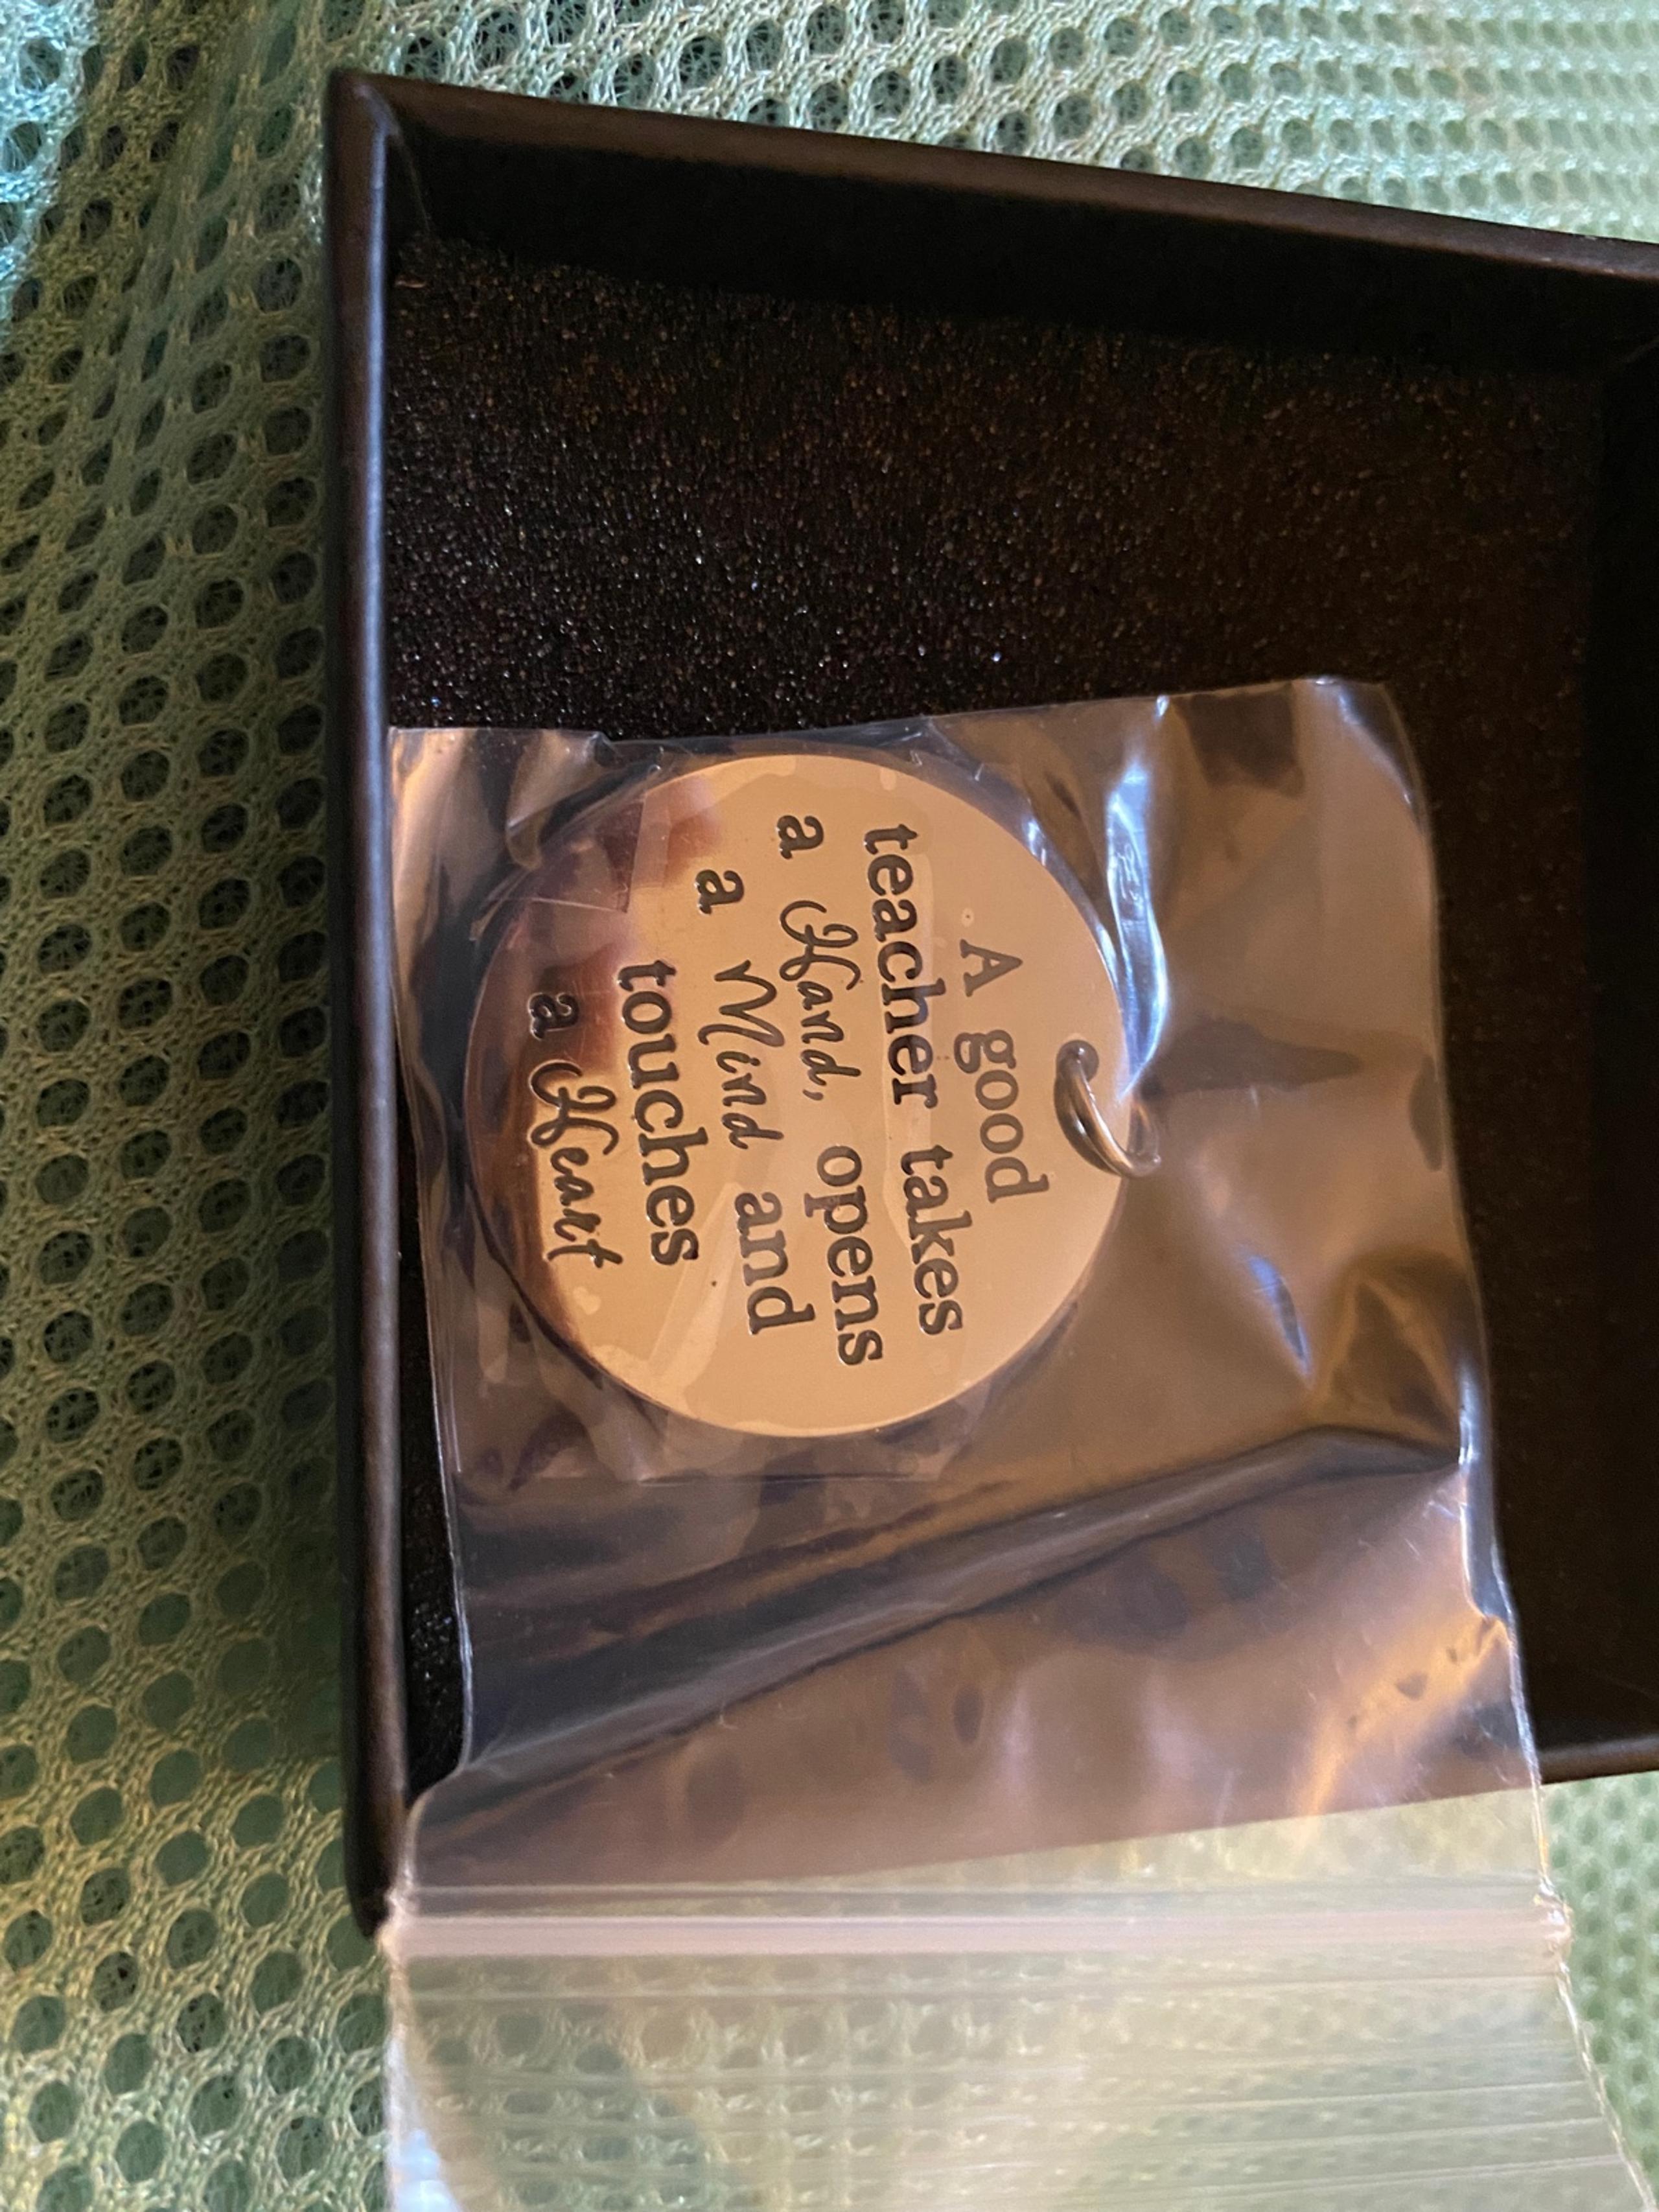 A good
teacher takes
a Hand, opens
a Mind and
touches
a Heart